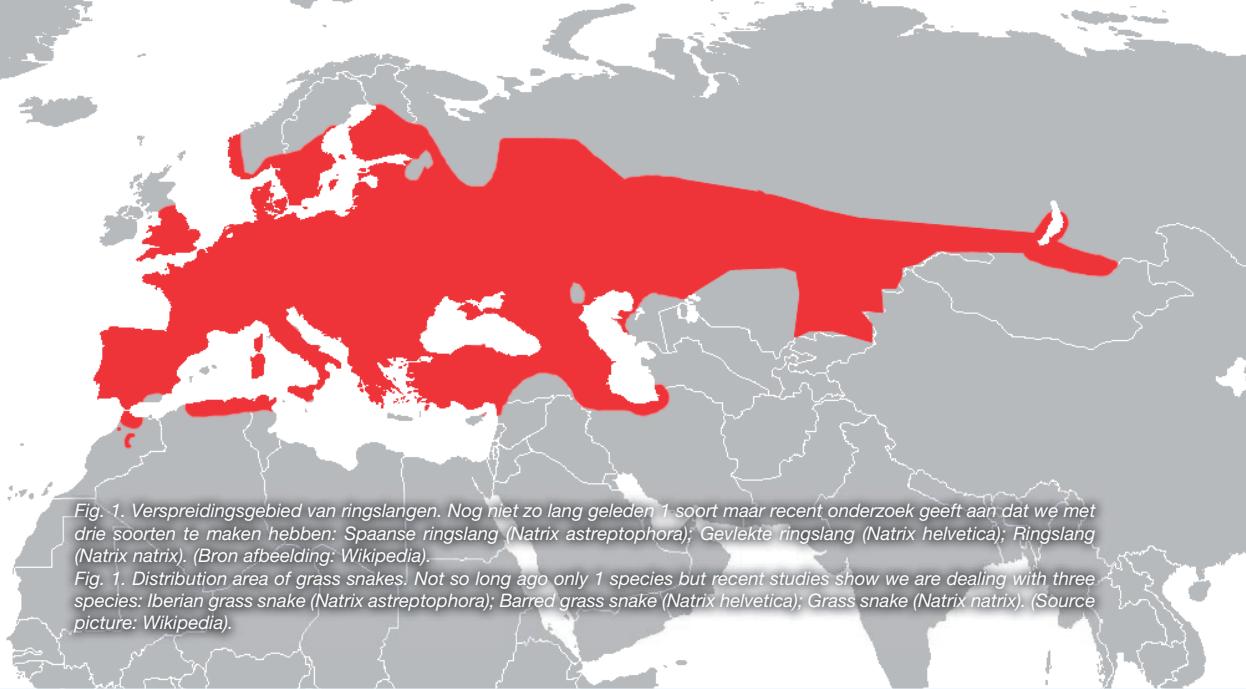 Fig. 1. Verspreidingsgebied van ringslangen. Nog niet zo lang geleden 1 soort maar recent onderzoek geeft aan dat we met
drie soorten te maken hebben: Spaanse ringslang (Natrix astreptophora); Gevlekte ringslang (Natrix helvetica); Ringslang
(Natrix natrix). (Bron afbeelding: Wikipedia).
Fig. 1. Distribution area of grass snakes. Not so long ago only 1 species but recent studies show we are dealing with three
species: Iberian grass snake (Natrix astreptophora); Barred grass snake (Natrix helvetica); Grass snake (Natrix natrix). (Source
picture: Wikipedia).